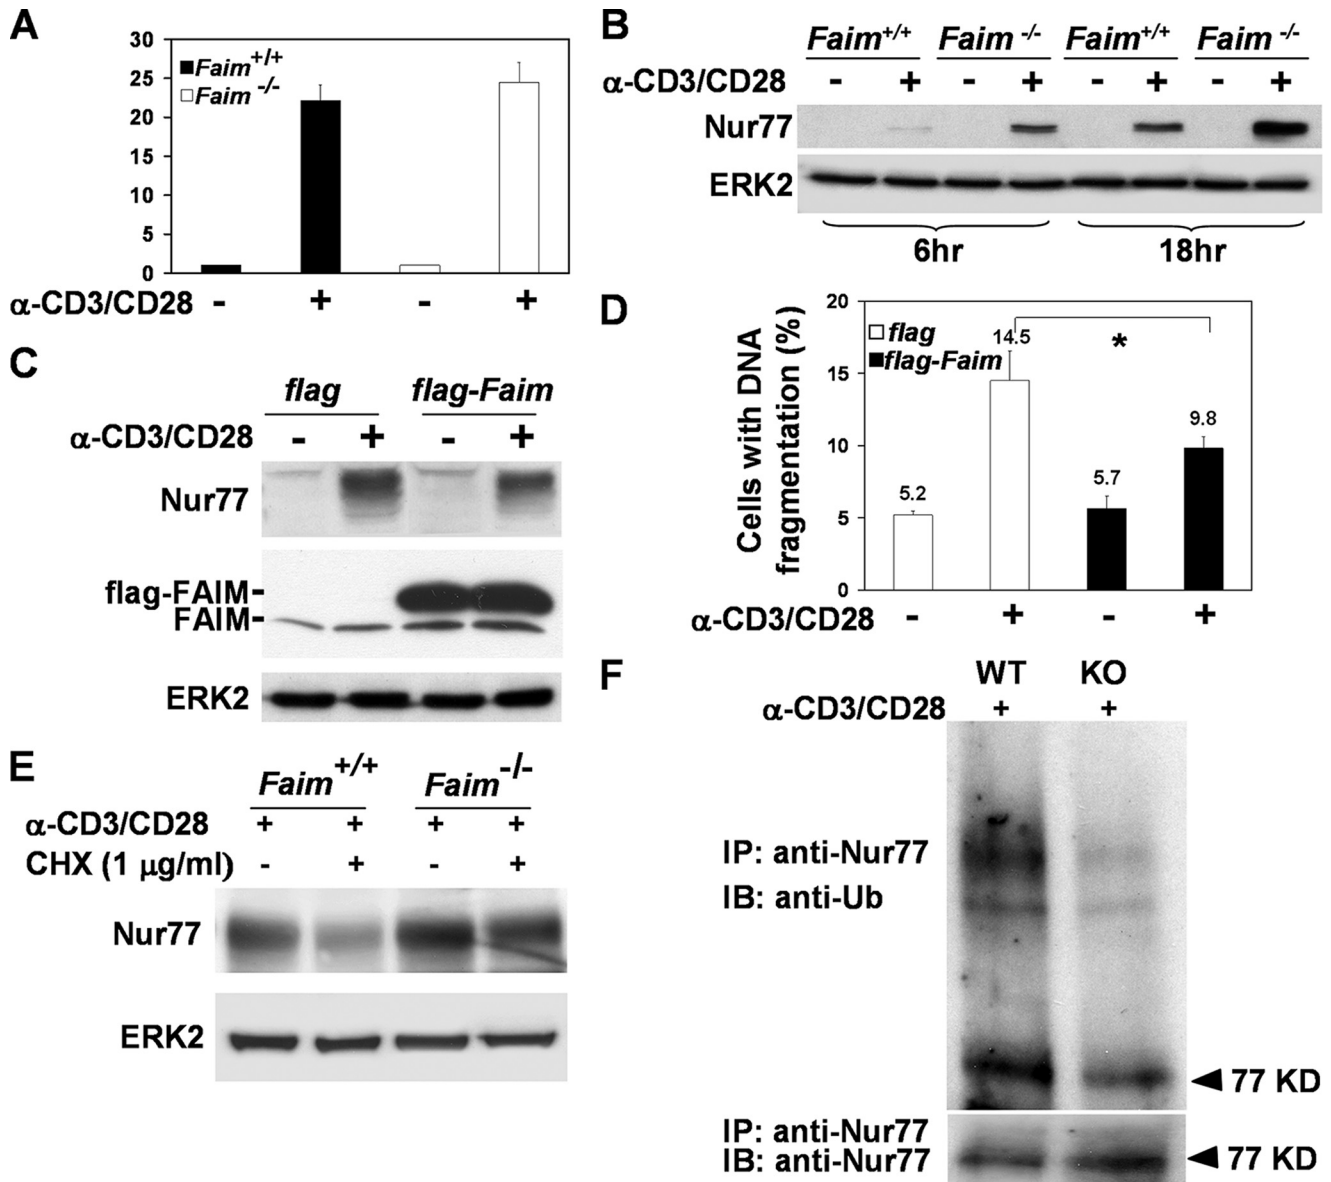 A
30
25
20
15
10
5
0
Faim+/+
Faim -/-
α-CD3/CD28 - + - +
B
Faim+/+ Faim -/- Faim+/+ Faim -/-
α-CD3/CD28 - + - + - + - +
Nur77
ERK2
6hr 18hr
C
flag flag-Faim
α-CD3/CD28 - + - +
Nur77
flag-FAIM-
FAIM-
ERK2
D
Cells with DNA
fragmentation (%)
20
15
10
5
0
flag
flag-Faim
5.2 14.5 5.7 9.8
*
α-CD3/CD28 - + - +
E
Faim+/+ Faim-/-
α-CD3/CD28 + + + +
CHX (1 μg/ml) - + - +
Nur77
ERK2
F
WT KO
α-CD3/CD28 + +
IP: anti-Nur77
IB: anti-Ub
77 KD
IP: anti-Nur77
IB: anti-Nur77
77 KD